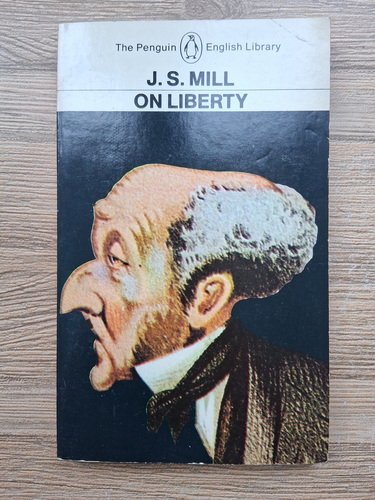 The Penguin English Library
J. S. MILL
ON LIBERTY